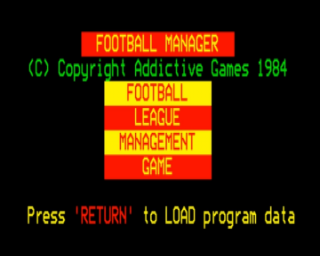 FOOTBALL MANAGER
(C) Copyright Addictive Games 1984
FOOTBALL
LEAGUE
MANAGEMENT
GAME
Press 'RETURN' to LOAD program data